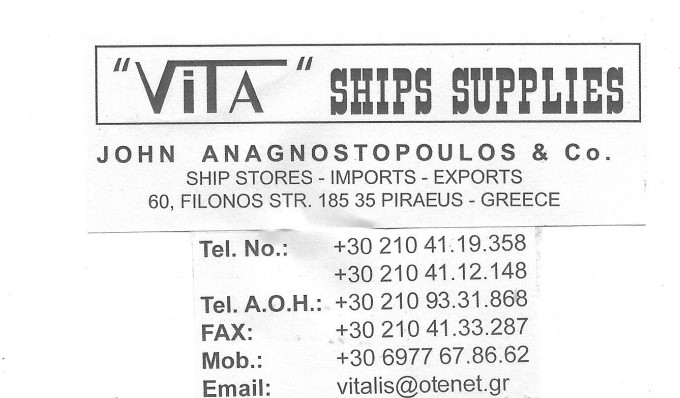 "ViTA" SHIPS SUPPLIES
JOHN ANAGNOSTOPOULOS & Co.
SHIP STORES - IMPORTS - EXPORTS
60, FILONOS STR. 185 35 PIRAEUS - GREECE
Tel. No.: +30 210 41.19.358
+30 210 41.12.148
Tel. A.O.H.: +30 210 93.31.868
FAX: +30 210 41.33.287
Mob.: +30 6977 67.86.62
Email: vitalis@otenet.gr